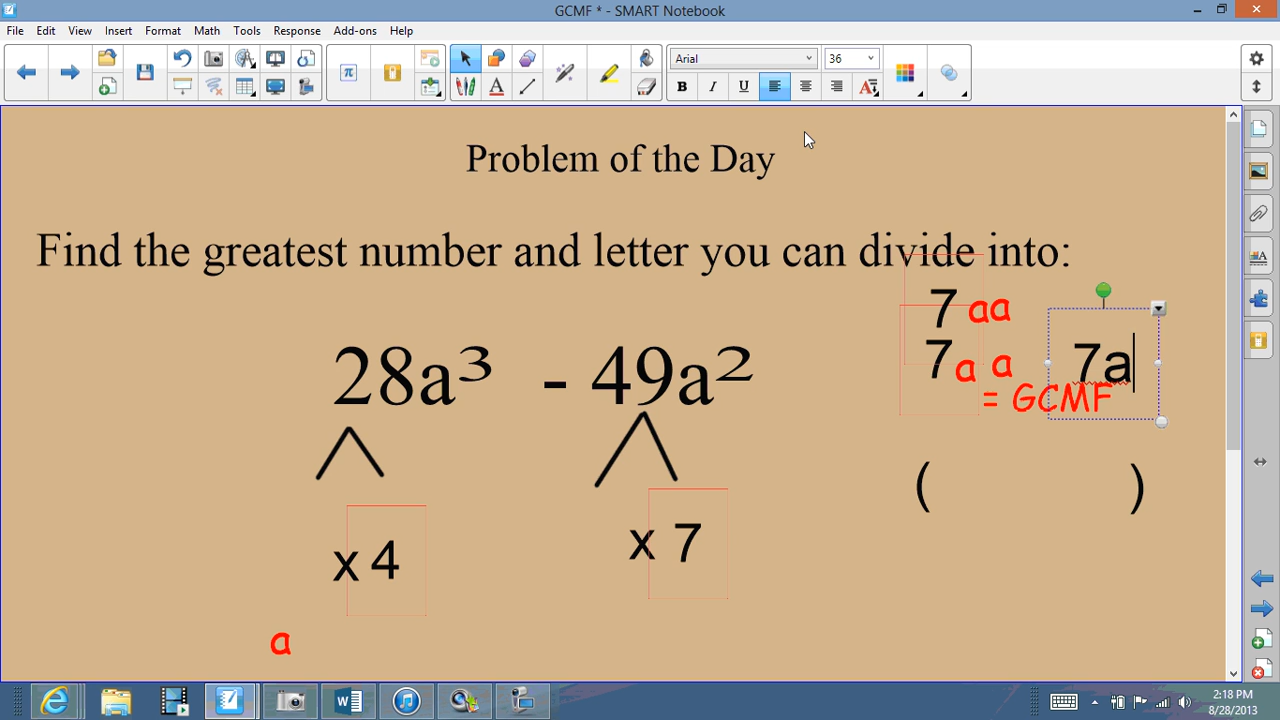 GCMF * - SMART Notebook
File Edit View Insert Format Math Tools Response Add-ons Help
Arial 36
B I U
Problem of the Day
Find the greatest number and letter you can divide into:
7 aa
28a³ - 49a²
7 a a 7a
= GCMF
( )
x 4
x 7
a
2:18 PM
8/28/2013